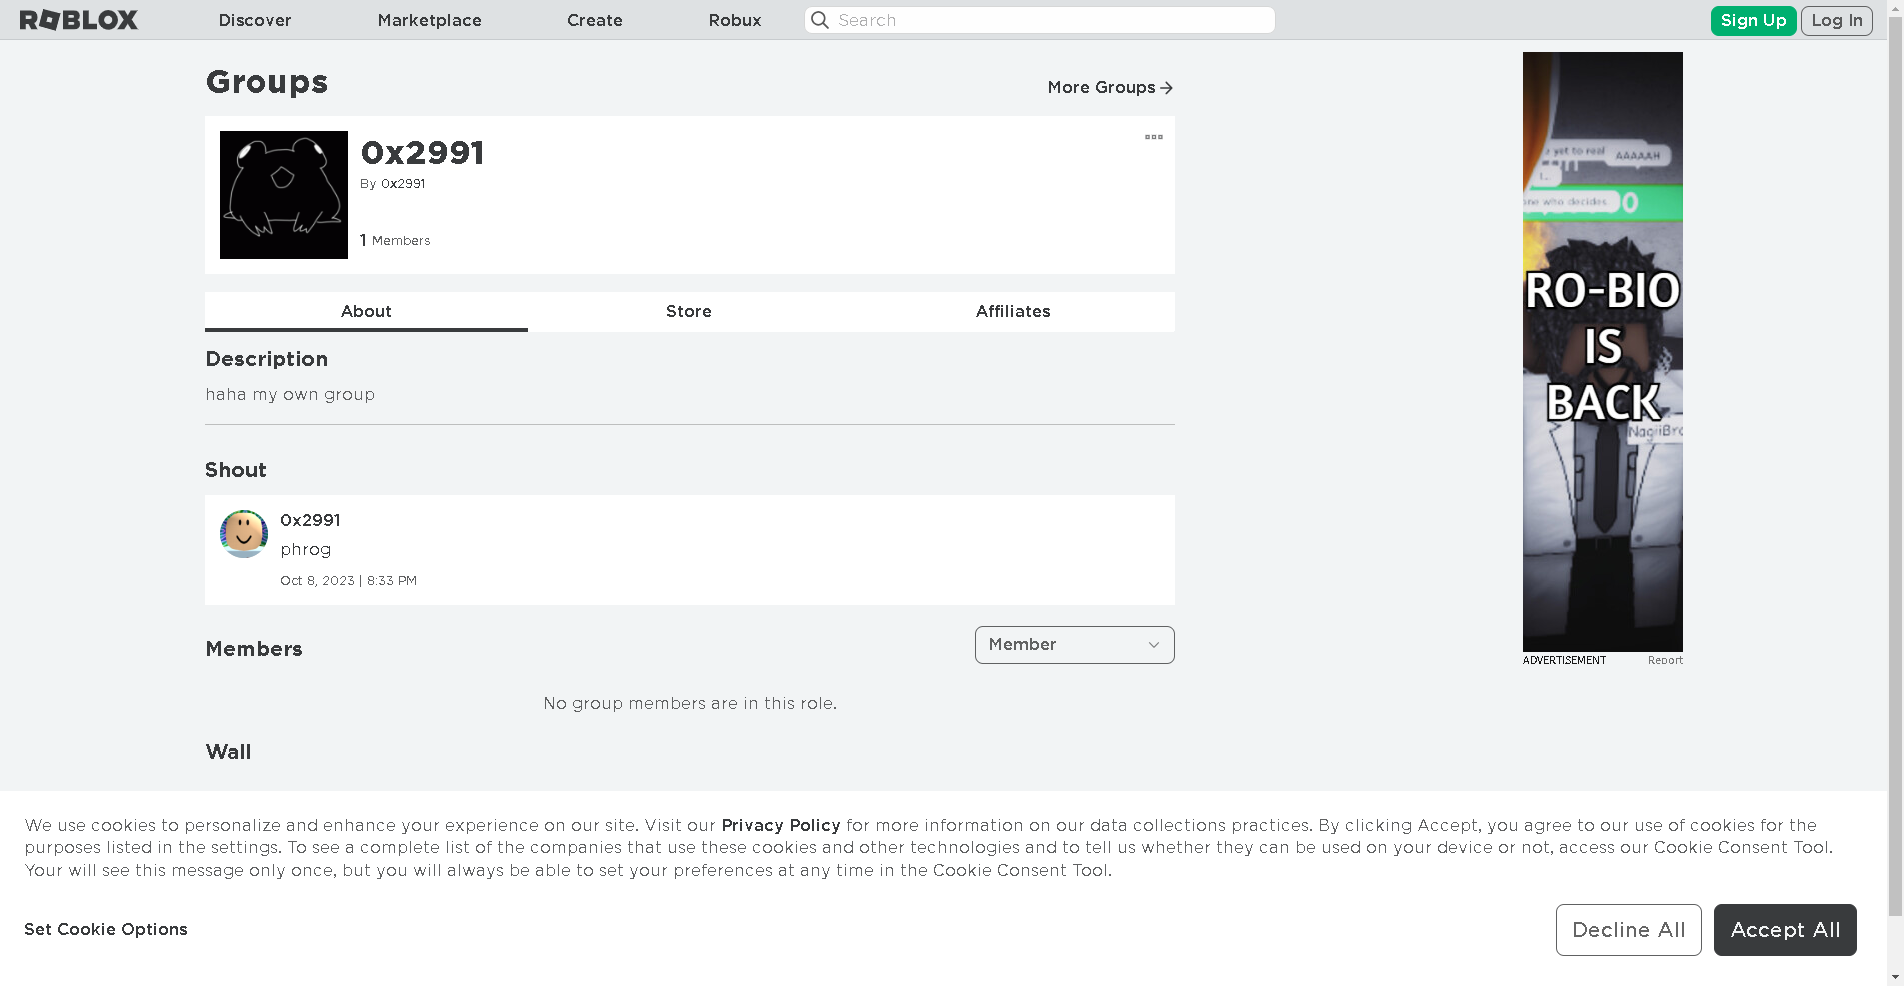 ROBLOX
Discover
Marketplace
Create
Robux
Search
Sign Up
Log In
Groups
More Groups
0x2991
By 0x2991
1 Members
About
Store
Affiliates
Description
haha my own group
Shout
0x2991
phrog
Oct 8, 2023 | 8:33 PM
Members
Member
No group members are in this role.
Wall
yet to real
AAAAAH
who decides..
0
RO-BIO
IS
BACK
NagiiBro
ADVERTISEMENT
Report
We use cookies to personalize and enhance your experience on our site. Visit our Privacy Policy for more information on our data collections practices. By clicking Accept, you agree to our use of cookies for the
purposes listed in the settings. To see a complete list of the companies that use these cookies and other technologies and to tell us whether they can be used on your device or not, access our Cookie Consent Tool.
Your will see this message only once, but you will always be able to set your preferences at any time in the Cookie Consent Tool.
Set Cookie Options
Decline All
Accept All